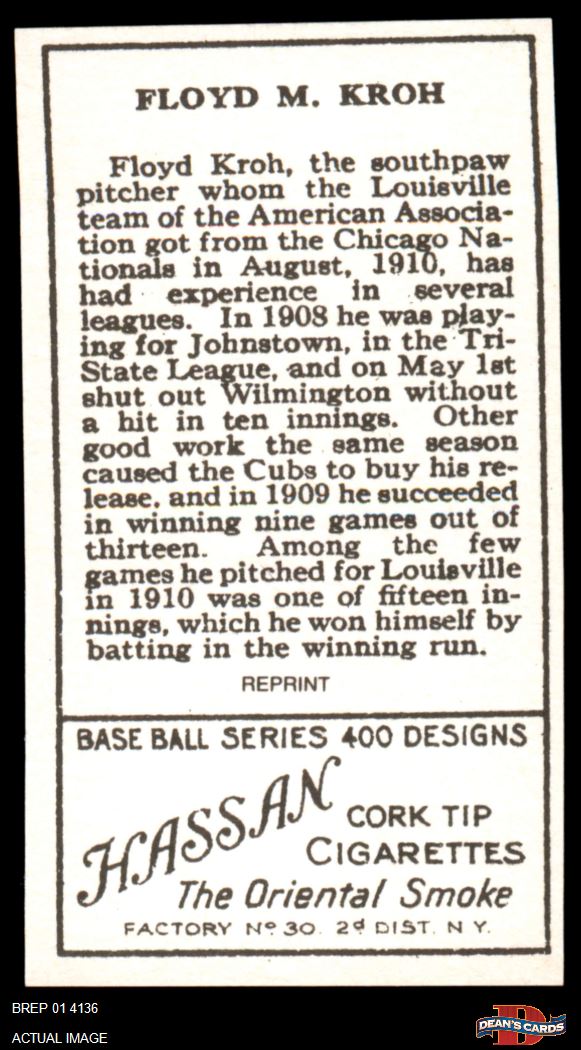 FLOYD M. KROH
Floyd Kroh, the southpaw
pitcher whom the Louisville
team of the American Associa-
tion got from the Chicago Na-
tionals in August, 1910, has
had experience in several
leagues. In 1908 he was play-
ing for Johnstown, in the Tri-
State League, and on May 1st
shut out Wilmington without
a hit in ten innings. Other
good work the same season
caused the Cubs to buy his re-
lease, and in 1909 he succeeded
in winning nine games out of
thirteen. Among the few
games he pitched for Louisville
in 1910 was one of fifteen in-
nings, which he won himself by
batting in the winning run.
REPRINT
BASE BALL SERIES 400 DESIGNS
HASSAN
CORK TIP
CIGARETTES
The Oriental Smoke
FACTORY Nº 30. 2d DIST. N.Y.
BREP 01 4136
ACTUAL IMAGE
D
DEAN'S CARDS